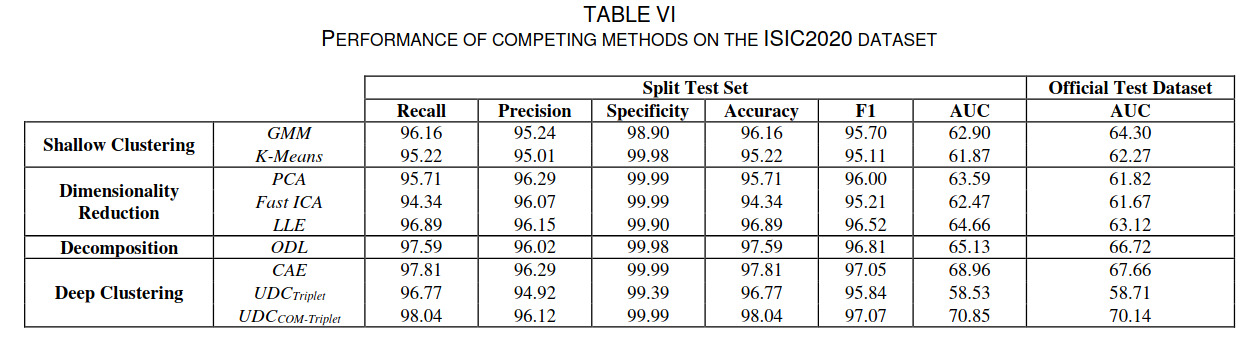 TABLE VI
PERFORMANCE OF COMPETING METHODS ON THE ISIC2020 DATASET
Split Test Set Official Test Dataset
Recall Precision Specificity Accuracy F1 AUC AUC
Shallow Clustering GMM 96.16 95.24 98.90 96.16 95.70 62.90 64.30
K-Means 95.22 95.01 99.98 95.22 95.11 61.87 62.27
Dimensionality Reduction PCA 95.71 96.29 99.99 95.71 96.00 63.59 61.82
Fast ICA 94.34 96.07 99.99 94.34 95.21 62.47 61.67
LLE 96.89 96.15 99.90 96.89 96.52 64.66 63.12
Decomposition ODL 97.59 96.02 99.98 97.59 96.81 65.13 66.72
Deep Clustering CAE 97.81 96.29 99.99 97.81 97.05 68.96 67.66
UDCTriplet 96.77 94.92 99.39 96.77 95.84 58.53 58.71
UDCCOM-Triplet 98.04 96.12 99.99 98.04 97.07 70.85 70.14